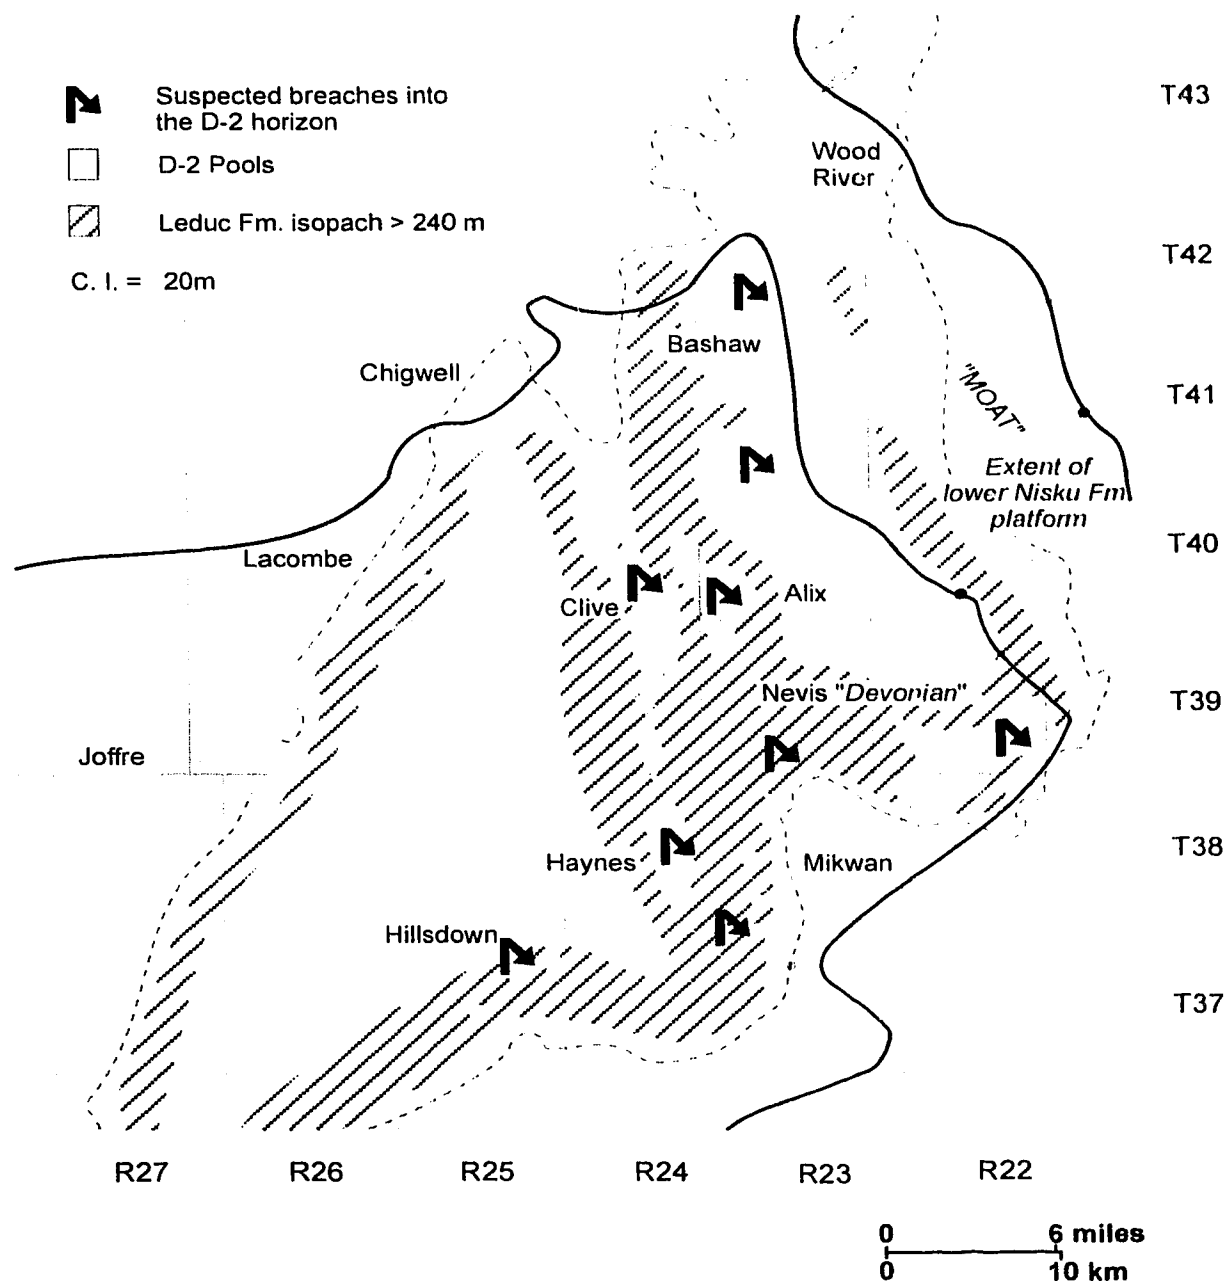 Suspected breaches into
the D-2 horizon
D-2 Pools
Leduc Fm. isopach > 240 m
C. I. = 20m
T43
Wood
River
T42
Bashaw
Chigwell
T41
"MOAT"
Extent of
lower Nisku Fm.
platform
T40
Lacombe
Clive
Alix
Nevis "Devonian"
T39
Joffre
T38
Haynes
Mikwan
Hillsdown
T37
R27 R26 R25 R24 R23 R22
0 6 miles
0 10 km